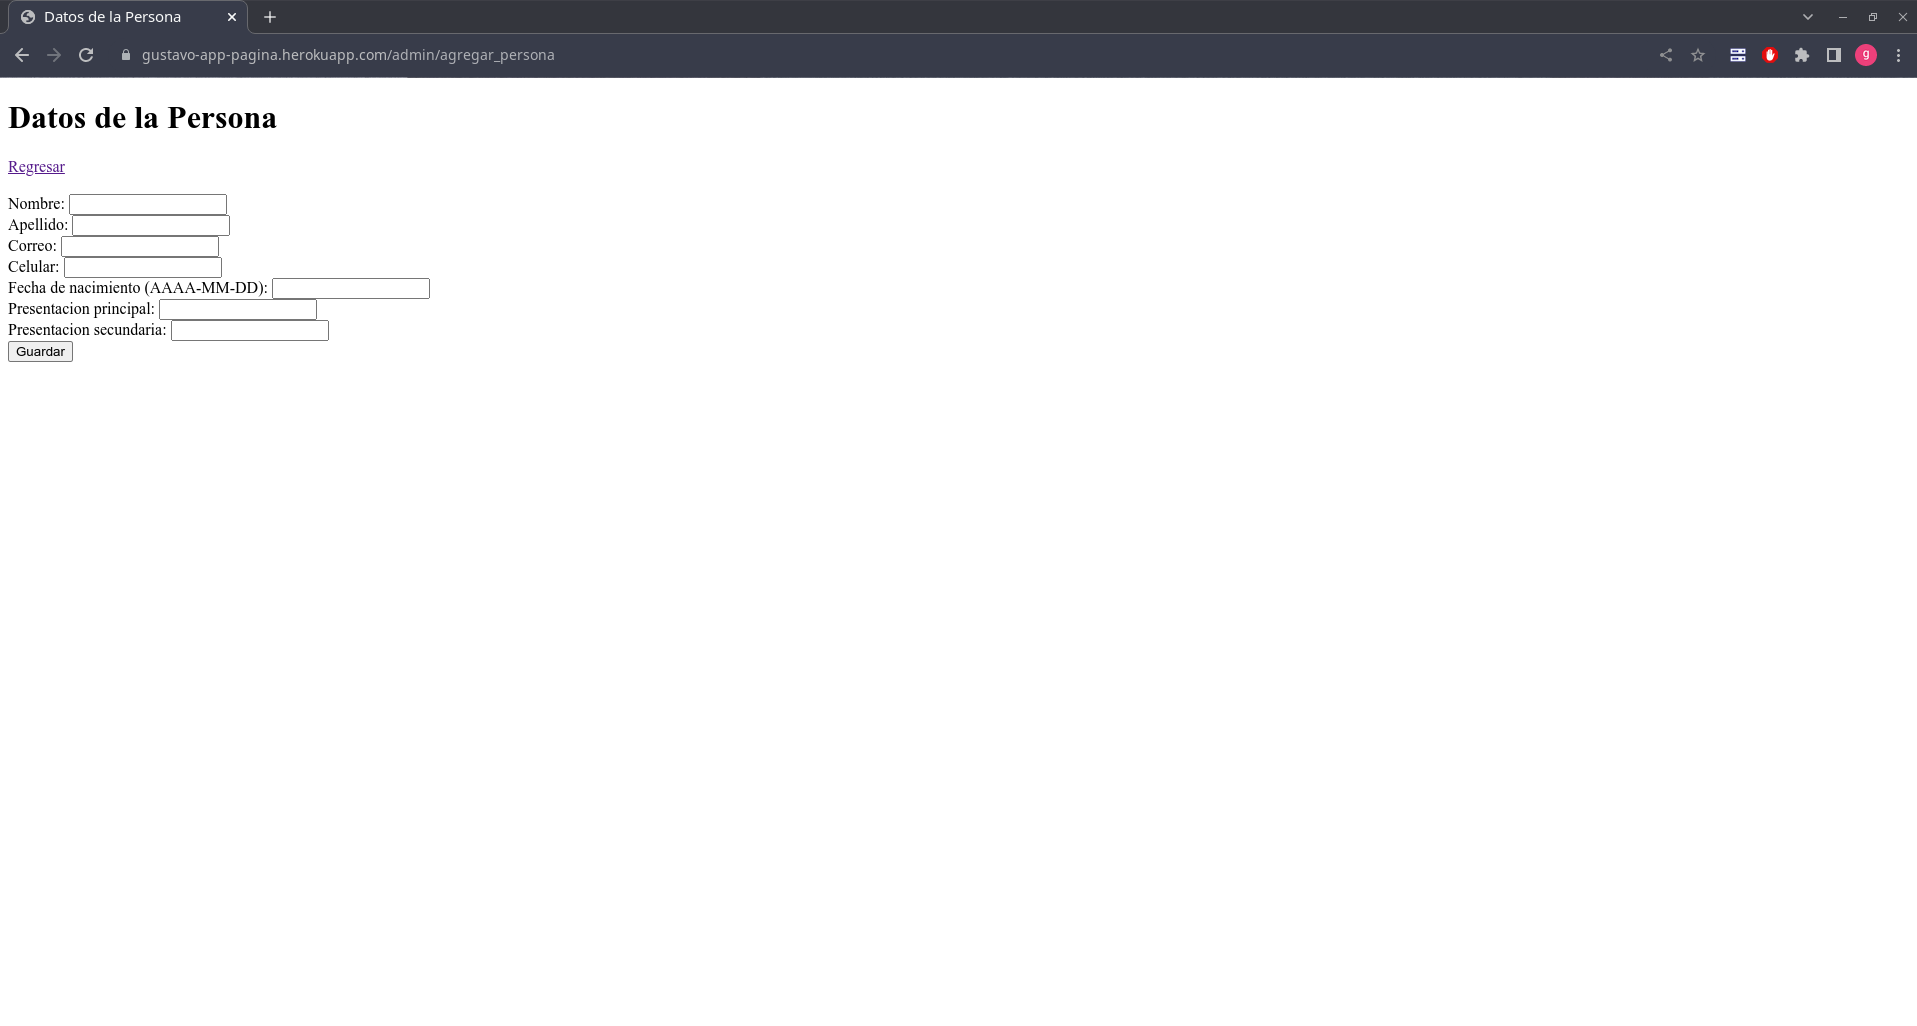 Datos de la Persona
gustavo-app-pagina.herokuapp.com/admin/agregar_persona
g
Datos de la Persona
Regresar
Nombre:
Apellido:
Correo:
Celular:
Fecha de nacimiento (AAAA-MM-DD):
Presentacion principal:
Presentacion secundaria:
Guardar